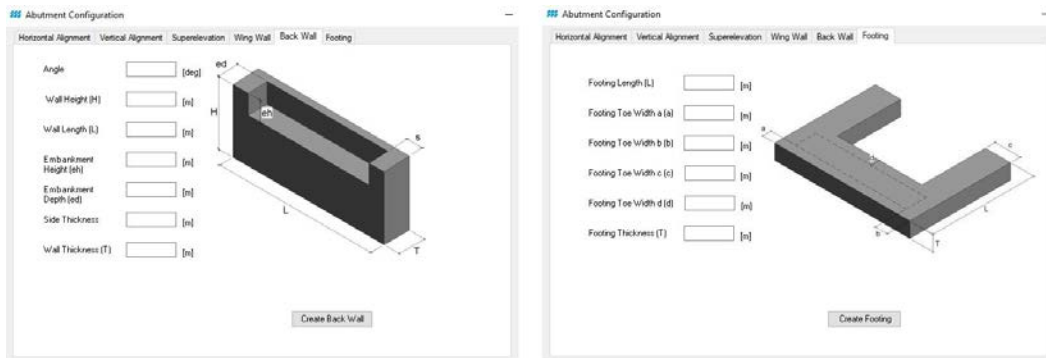 Abutment Configuration
Horizontal Alignment Vertical Alignment Superelevation Wing Wall Back Wall Footing
Angle [deg]
Wall Height (H) [m]
Wall Length (L) [m]
Embankment
Height (eh) [m]
Embankment
Depth (ed) [m]
Side Thickness [m]
Wall Thickness (T) [m]
ed
H
eh
s
L
T
Create Back Wall
Abutment Configuration
Horizontal Alignment Vertical Alignment Superelevation Wing Wall Back Wall Footing
Footing Length (L) [m]
Footing Toe Width a (a) [m]
Footing Toe Width b (b) [m]
Footing Toe Width c (c) [m]
Footing Toe Width d (d) [m]
Footing Thickness (T) [m]
a
d
c
L
b
T
Create Footing